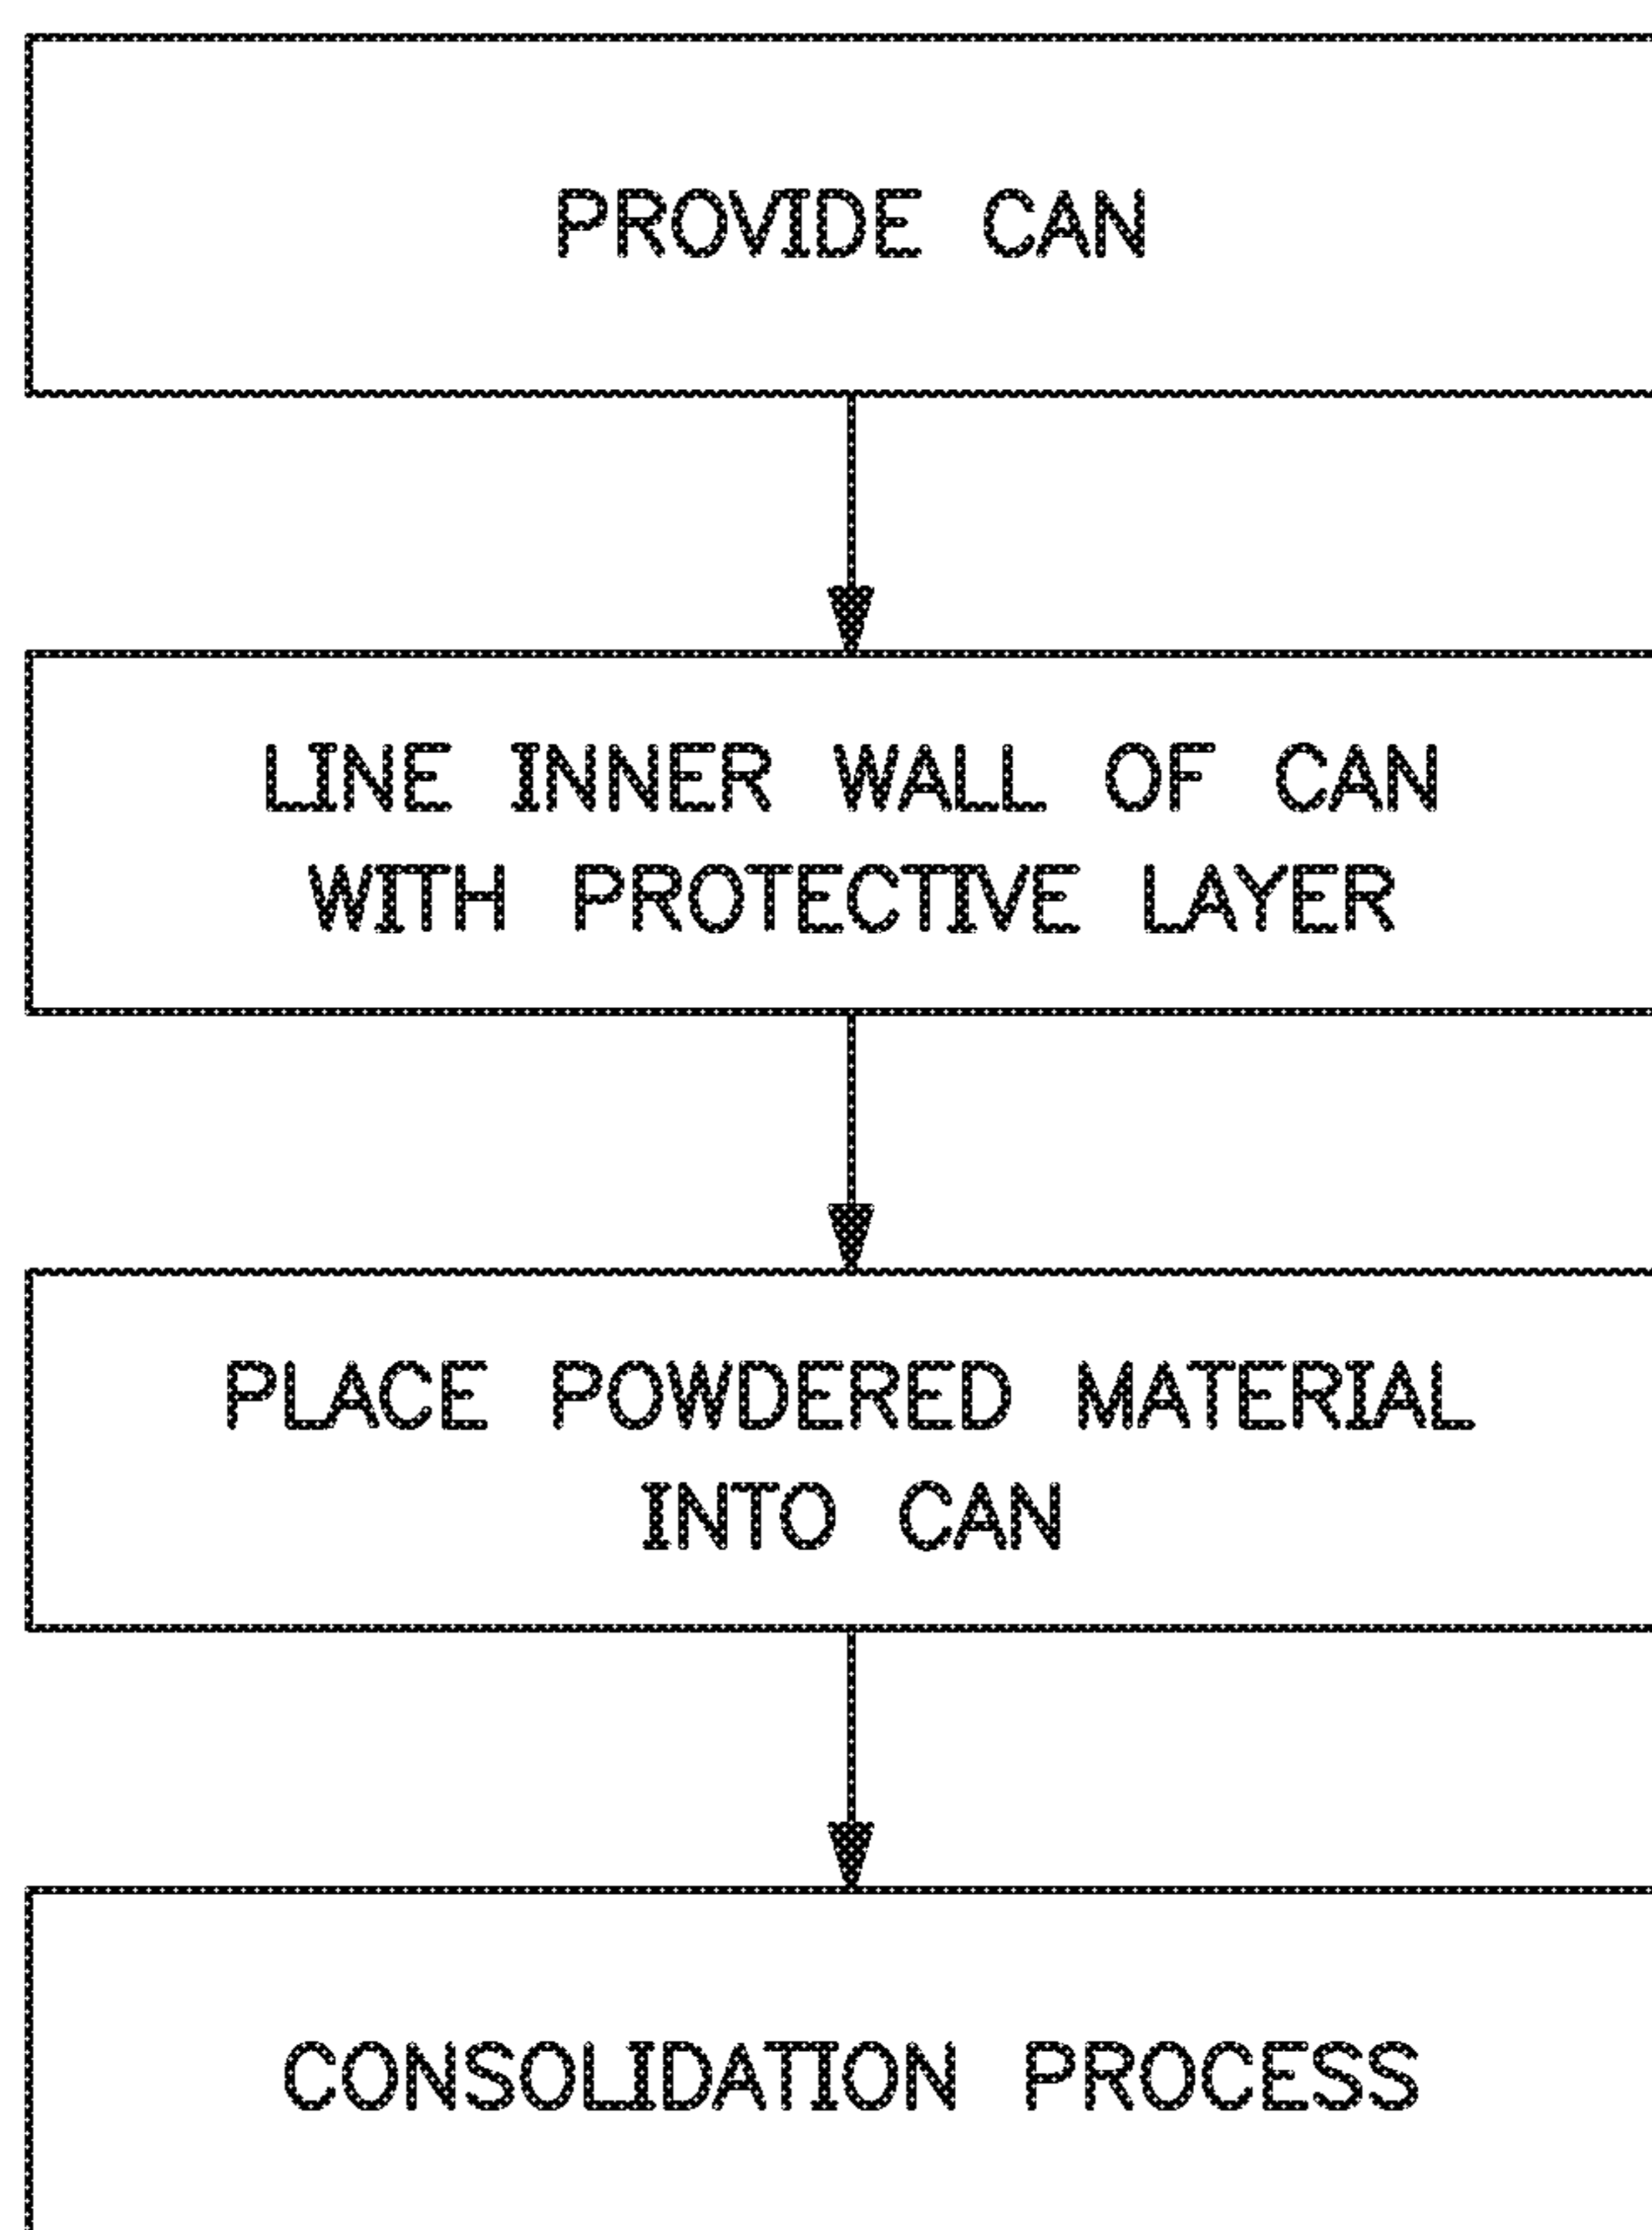 PROVIDE CAN
LINE INNER WALL OF CAN
WITH PROTECTIVE LAYER
PLACE POWDERED MATERIAL
INTO CAN
CONSOLIDATION PROCESS